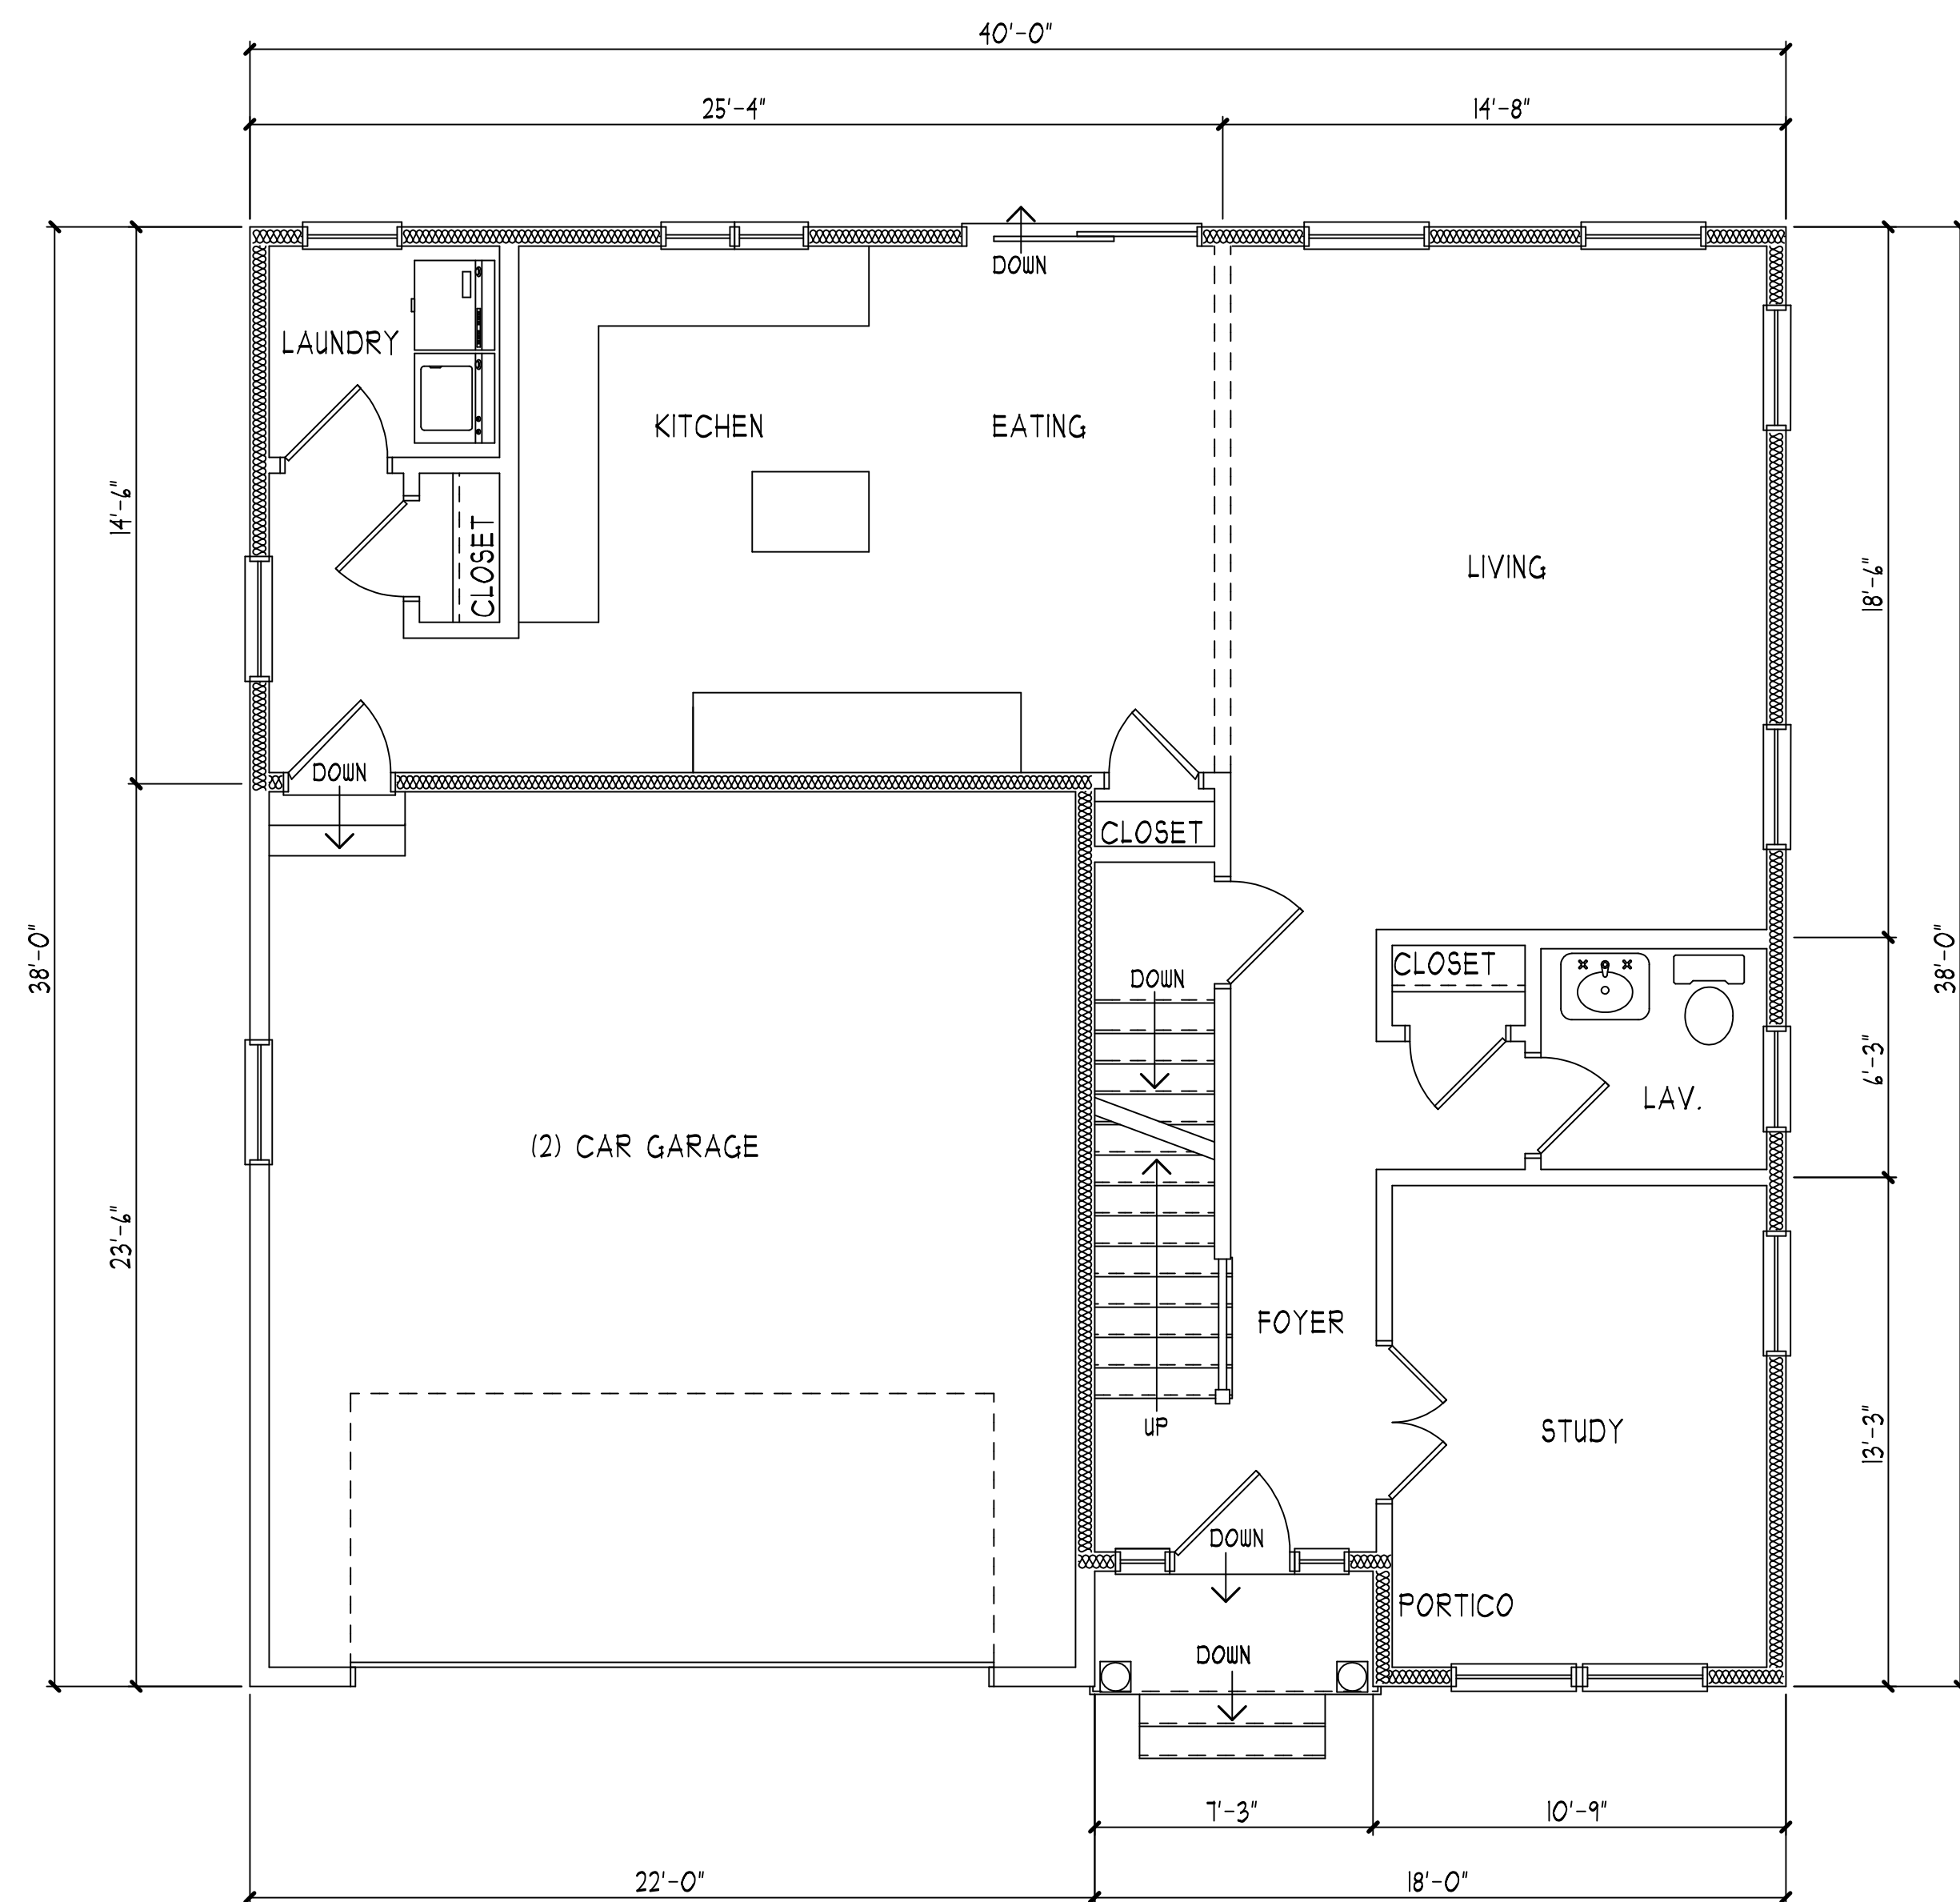 40'-0"
25'-4"
14'-8"
DOWN
LAUNDRY
KITCHEN
EATING
CLOSET
LIVING
14'-6"
18'-6"
DOWN
CLOSET
38'-0"
38'-0"
CLOSET
DOWN
6'-3"
LAV.
(2) CAR GARAGE
23'-6"
FOYER
UP
STUDY
13'-3"
DOWN
PORTICO
DOWN
7'-3"
10'-9"
22'-0"
18'-0"